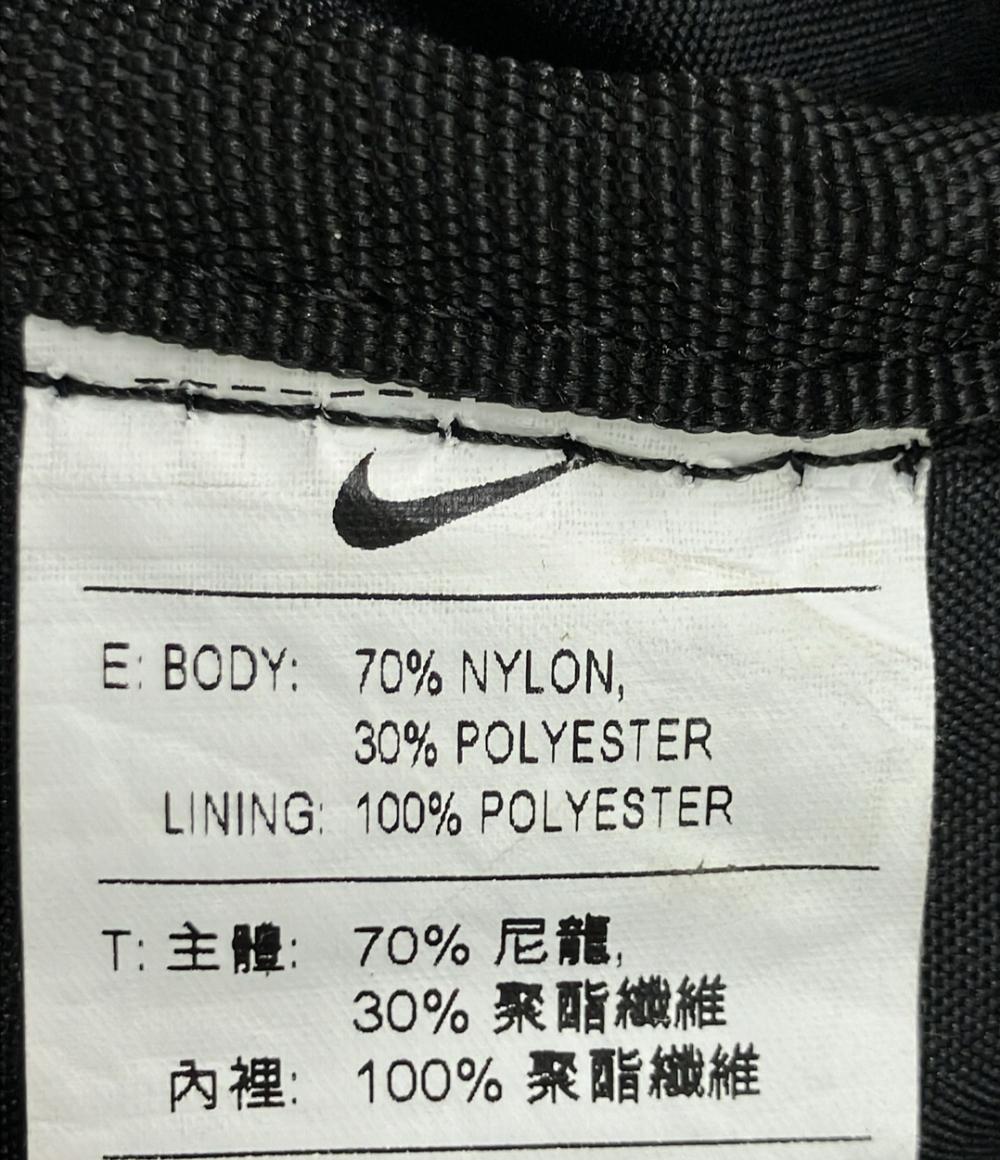 E: BODY: 70% NYLON,
30% POLYESTER
LINING: 100% POLYESTER
T: 主體: 70% 尼龍,
30% 聚酯纖維
內裡: 100% 聚酯纖維